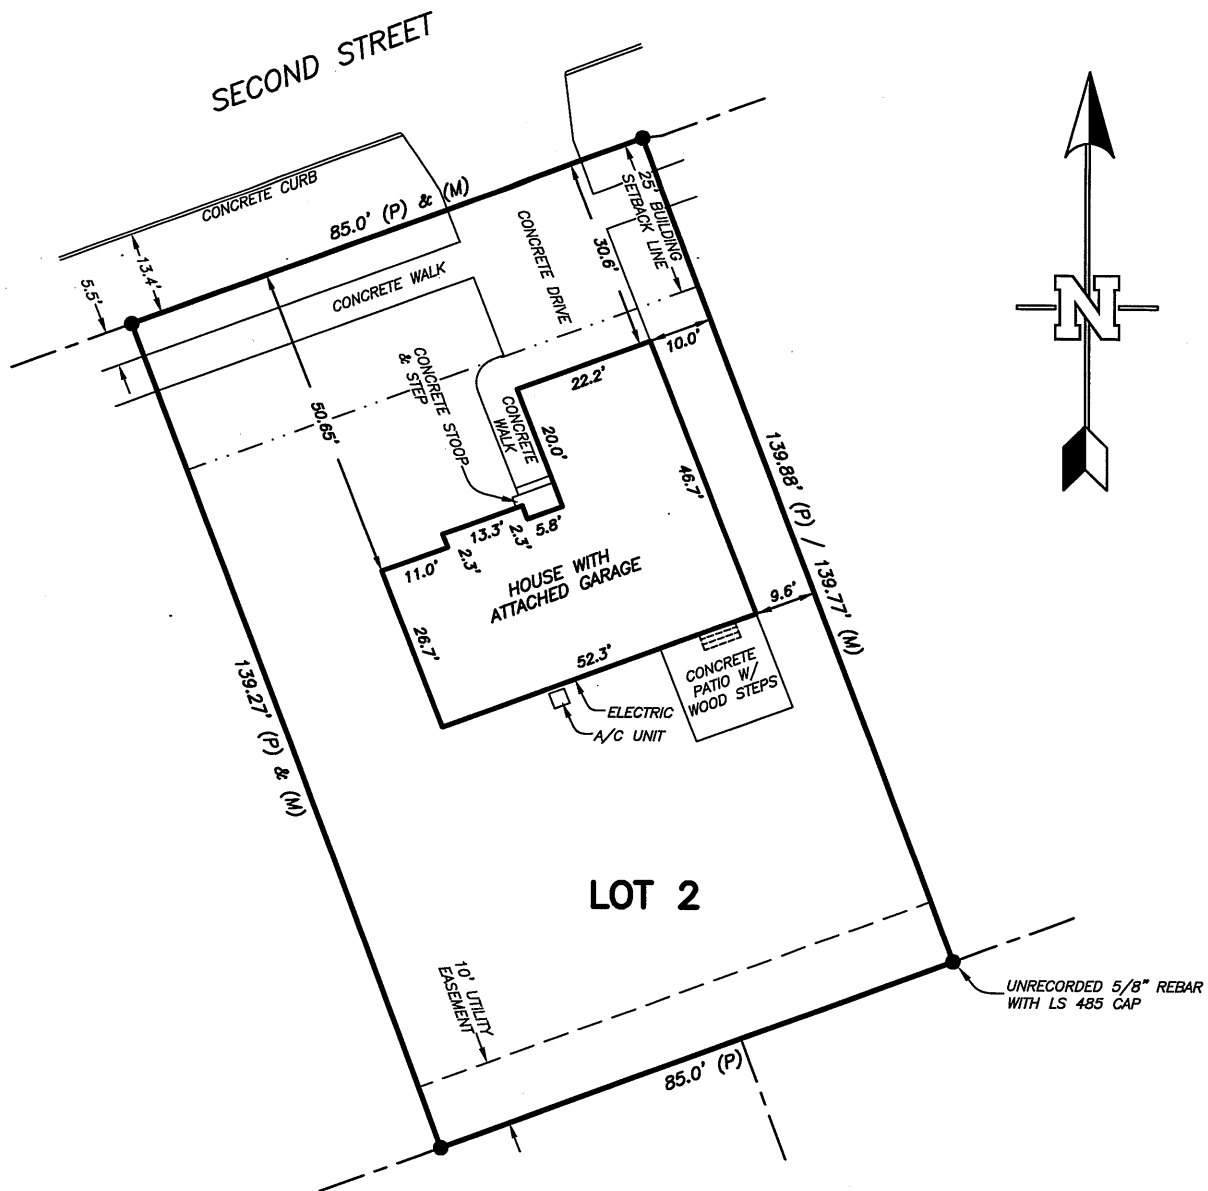 SECOND STREET
CONCRETE CURB
85.0' (P) & (M)
13.4'
5.5'
CONCRETE WALK
CONCRETE DRIVE
30.6'
25' BUILDING
SETBACK LINE
N
10.0'
22.2'
CONCRETE STOOP
& STEP
CONCRETE
WALK
20.0'
50.65'
46.7'
139.88' (P) / 139.77' (M)
13.3'
2.3'
5.8'
11.0'
2.3'
HOUSE WITH
ATTACHED GARAGE
9.6'
26.7'
52.3'
CONCRETE
PATIO W/
WOOD STEPS
ELECTRIC
A/C UNIT
139.27' (P) & (M)
LOT 2
10' UTILITY
EASEMENT
UNRECORDED 5/8" REBAR
WITH LS 485 CAP
85.0' (P)